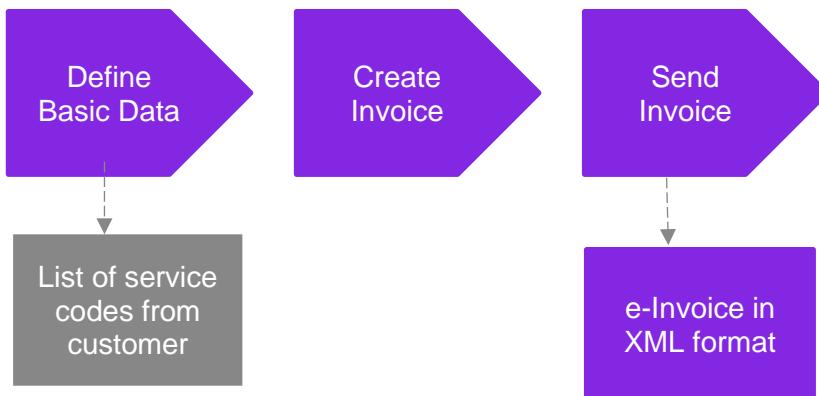 Define
Basic Data
Create
Invoice
Send
Invoice
List of service
codes from
customer
e-Invoice in
XML format